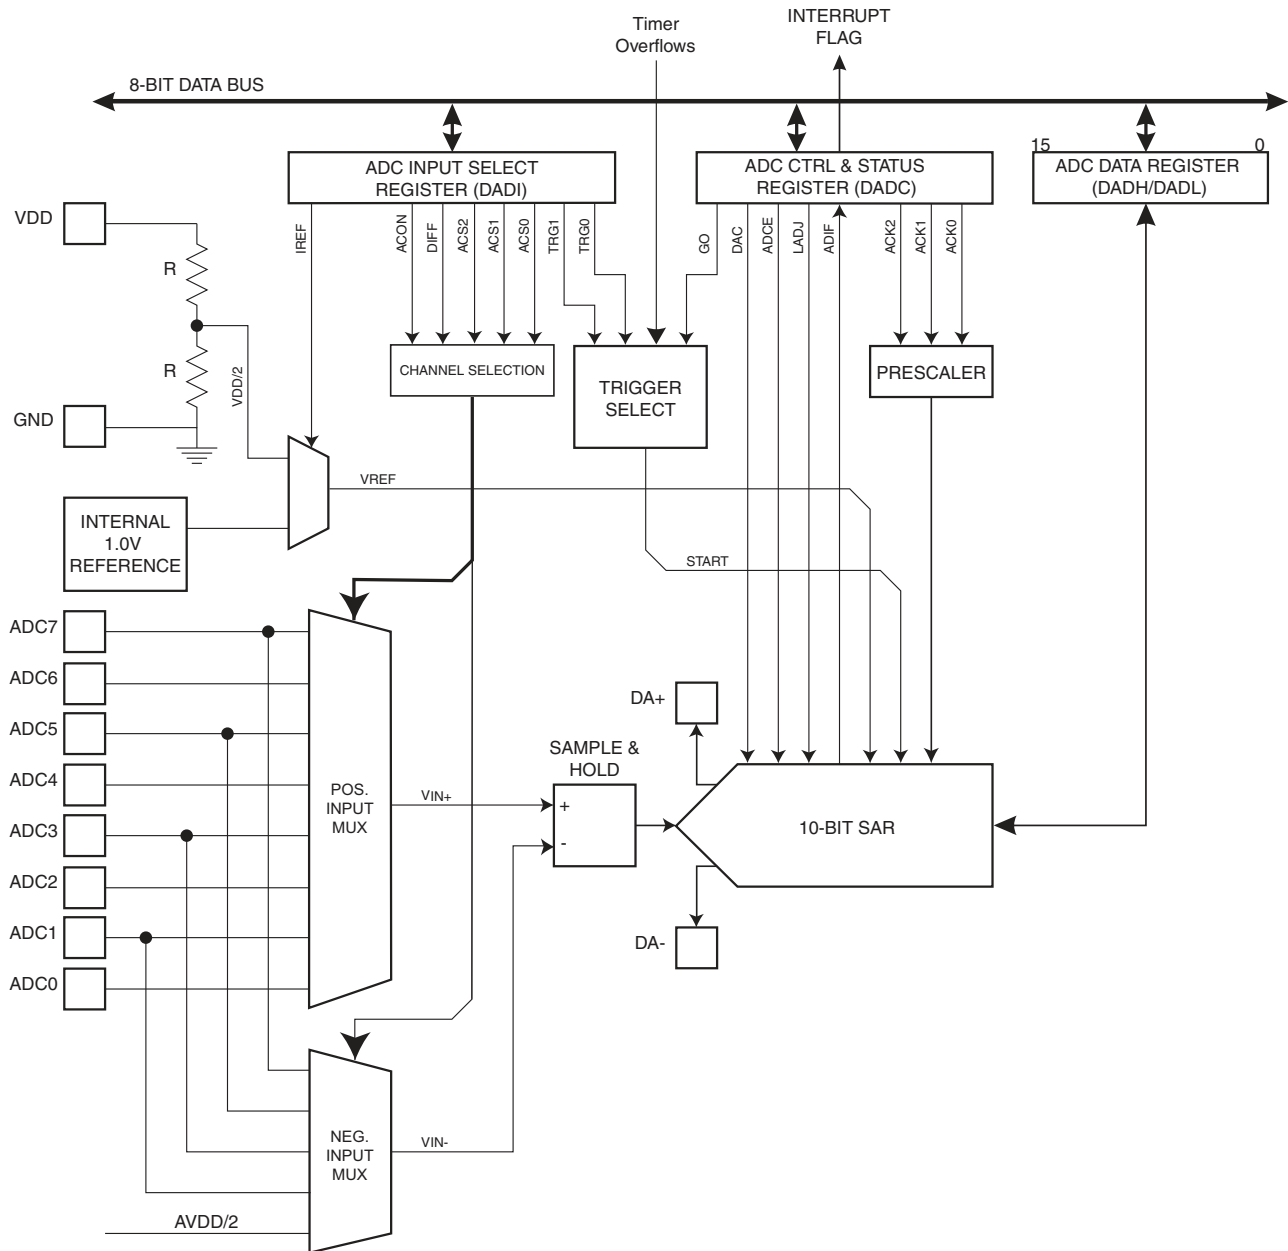 Timer
Overflows
INTERRUPT
FLAG
8-BIT DATA BUS
ADC INPUT SELECT
REGISTER (DADI)
ADC CTRL & STATUS
REGISTER (DADC)
15
0
ADC DATA REGISTER
(DADH/DADL)
IREF
ACON
DIFF
ACS2
ACS1
ACS0
TRG1
TRG0
GO
DAC
ADCE
LADJ
ADIF
ACK2
ACK1
ACK0
VDD
R
R
VDD/2
GND
CHANNEL SELECTION
TRIGGER
SELECT
PRESCALER
VREF
INTERNAL
1.0V
REFERENCE
START
ADC7
ADC6
ADC5
ADC4
ADC3
ADC2
ADC1
ADC0
POS.
INPUT
MUX
VIN+
SAMPLE &
HOLD
+
-
DA+
10-BIT SAR
DA-
NEG.
INPUT
MUX
VIN-
AVDD/2